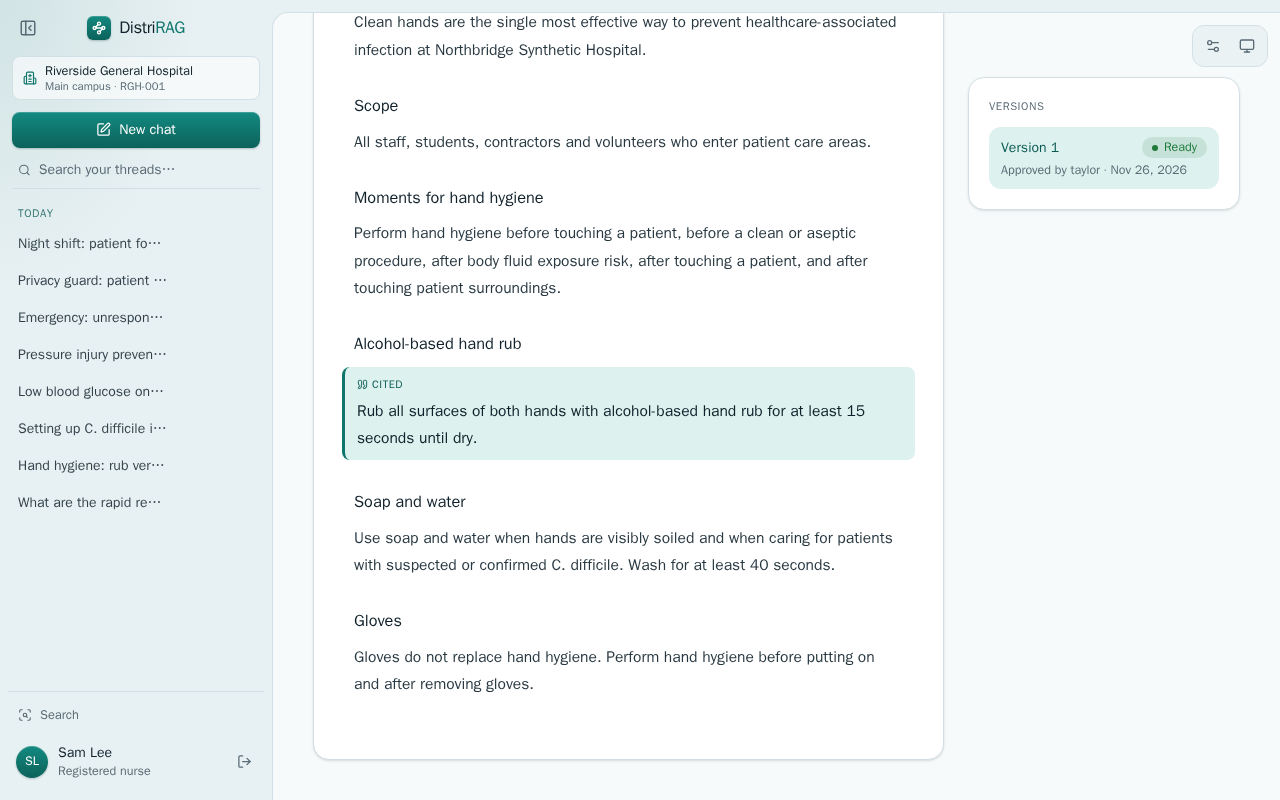 DistriRAG
Riverside General Hospital
Main campus · RGH-001
New chat
Search your threads···
TODAY
Night shift: patient fo···
Privacy guard: patient ···
Emergency: unrespon···
Pressure injury preven···
Low blood glucose on···
Setting up C. difficile i···
Hand hygiene: rub ver···
What are the rapid re···
Search
SL
Sam Lee
Registered nurse
Clean hands are the single most effective way to prevent healthcare-associated
infection at Northbridge Synthetic Hospital.
Scope
All staff, students, contractors and volunteers who enter patient care areas.
Moments for hand hygiene
Perform hand hygiene before touching a patient, before a clean or aseptic
procedure, after body fluid exposure risk, after touching a patient, and after
touching patient surroundings.
Alcohol-based hand rub
CITED
Rub all surfaces of both hands with alcohol-based hand rub for at least 15
seconds until dry.
Soap and water
Use soap and water when hands are visibly soiled and when caring for patients
with suspected or confirmed C. difficile. Wash for at least 40 seconds.
Gloves
Gloves do not replace hand hygiene. Perform hand hygiene before putting on
and after removing gloves.
VERSIONS
Version 1
Ready
Approved by taylor · Nov 26, 2026